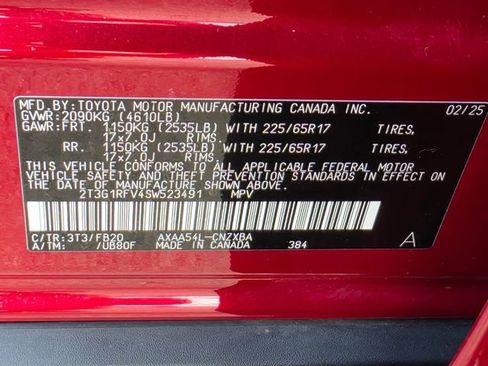 MFD.BY:TOYOTA MOTOR MANUFACTURING CANADA INC. 02/25
GVWR: 2090KG (4610LB)
GAWR:FRT. 1150KG (2535LB) WITH 225/65R17 TIRES,
17x7.0J RIMS.
RR. 1150KG (2535LB) WITH 225/65R17 TIRES,
17x7.0J RIMS.
THIS VEHICLE CONFORMS TO ALL APPLICABLE FEDERAL MOTOR
VEHICLE SAFETY AND THEFT PREVENTION STANDARDS IN EFFECT
ON THE DATE OF MANUFACTURE SHOWN ABOVE.
2T3G1RFV4SW523491 MPV
C/TR:3T3/FB20 AXAA54L-CNZXBA A
A/TM: /UB80F MADE IN CANADA 384